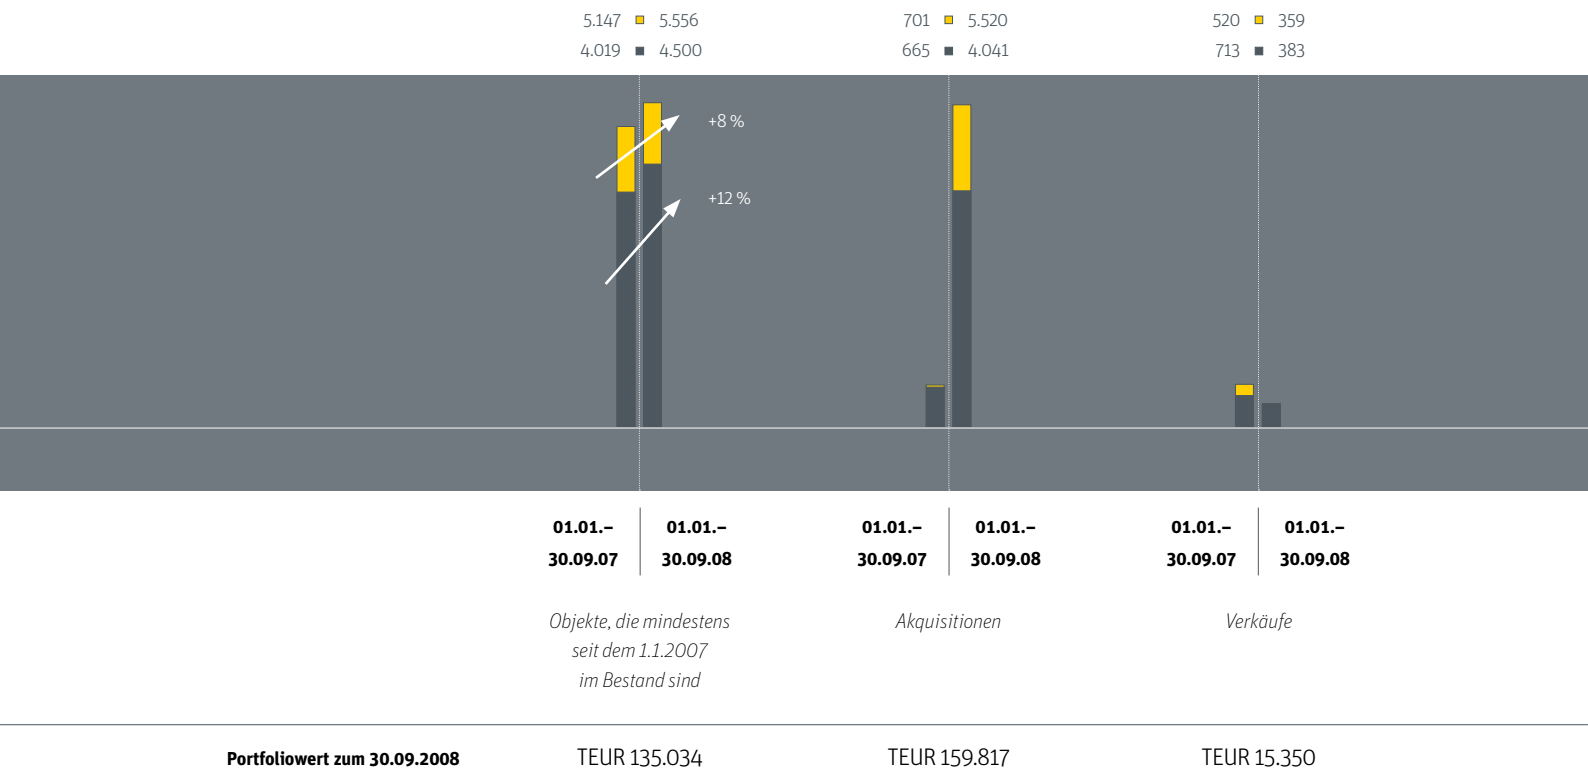 5.147 5.556 701 5.520 520 359
4.019 4.500 665 4.041 713 383
+8 %
+12 %
01.01.– 01.01.– 01.01.– 01.01.– 01.01.– 01.01.–
30.09.07 30.09.08 30.09.07 30.09.08 30.09.07 30.09.08
Objekte, die mindestens Akquisitionen Verkäufe
seit dem 1.1.2007
im Bestand sind
Portfoliowert zum 30.09.2008 TEUR 135.034 TEUR 159.817 TEUR 15.350